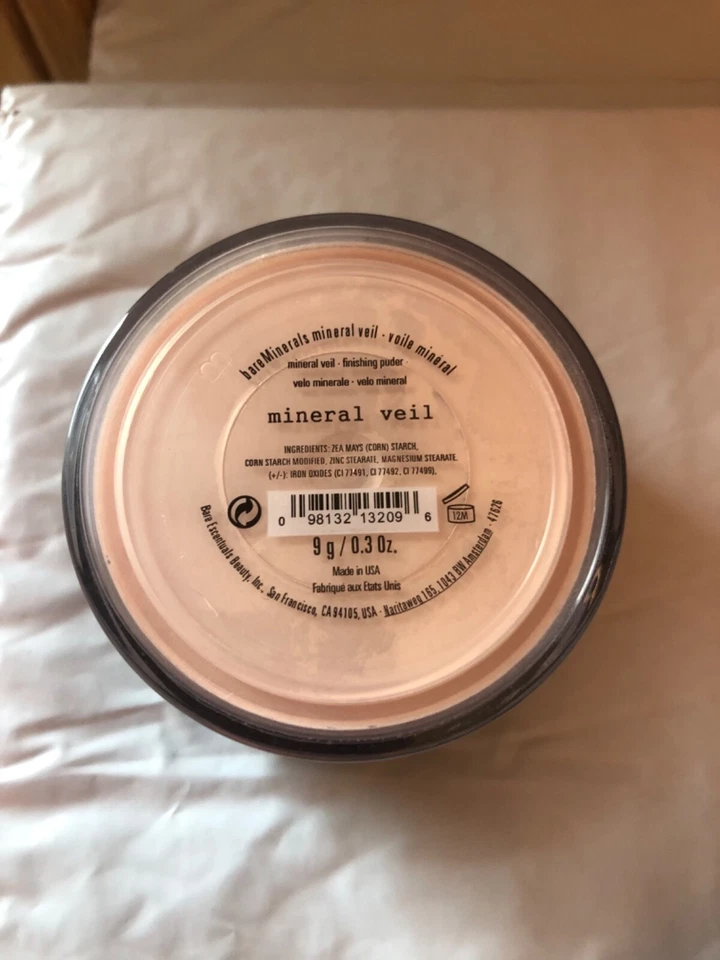 bareMinerals mineral veil · voile minéral
mineral veil - finishing puder
velo minerale · velo mineral
mineral veil
INGREDIENTS: ZEA MAYS (CORN) STARCH,
CORN STARCH MODIFIED, ZINC STEARATE, MAGNESIUM STEARATE.
(+/-): IRON OXIDES (CI 77491, CI 77492, CI 77499).
0 98132 13209 6
12M
9 g / 0.3 Oz.
Made in USA
Fabriqué aux Etats Unis
Bare Escentuals Beauty, Inc., San Francisco, CA 94105, USA · Naritaweg 165, 1043 BW Amsterdam · 47626